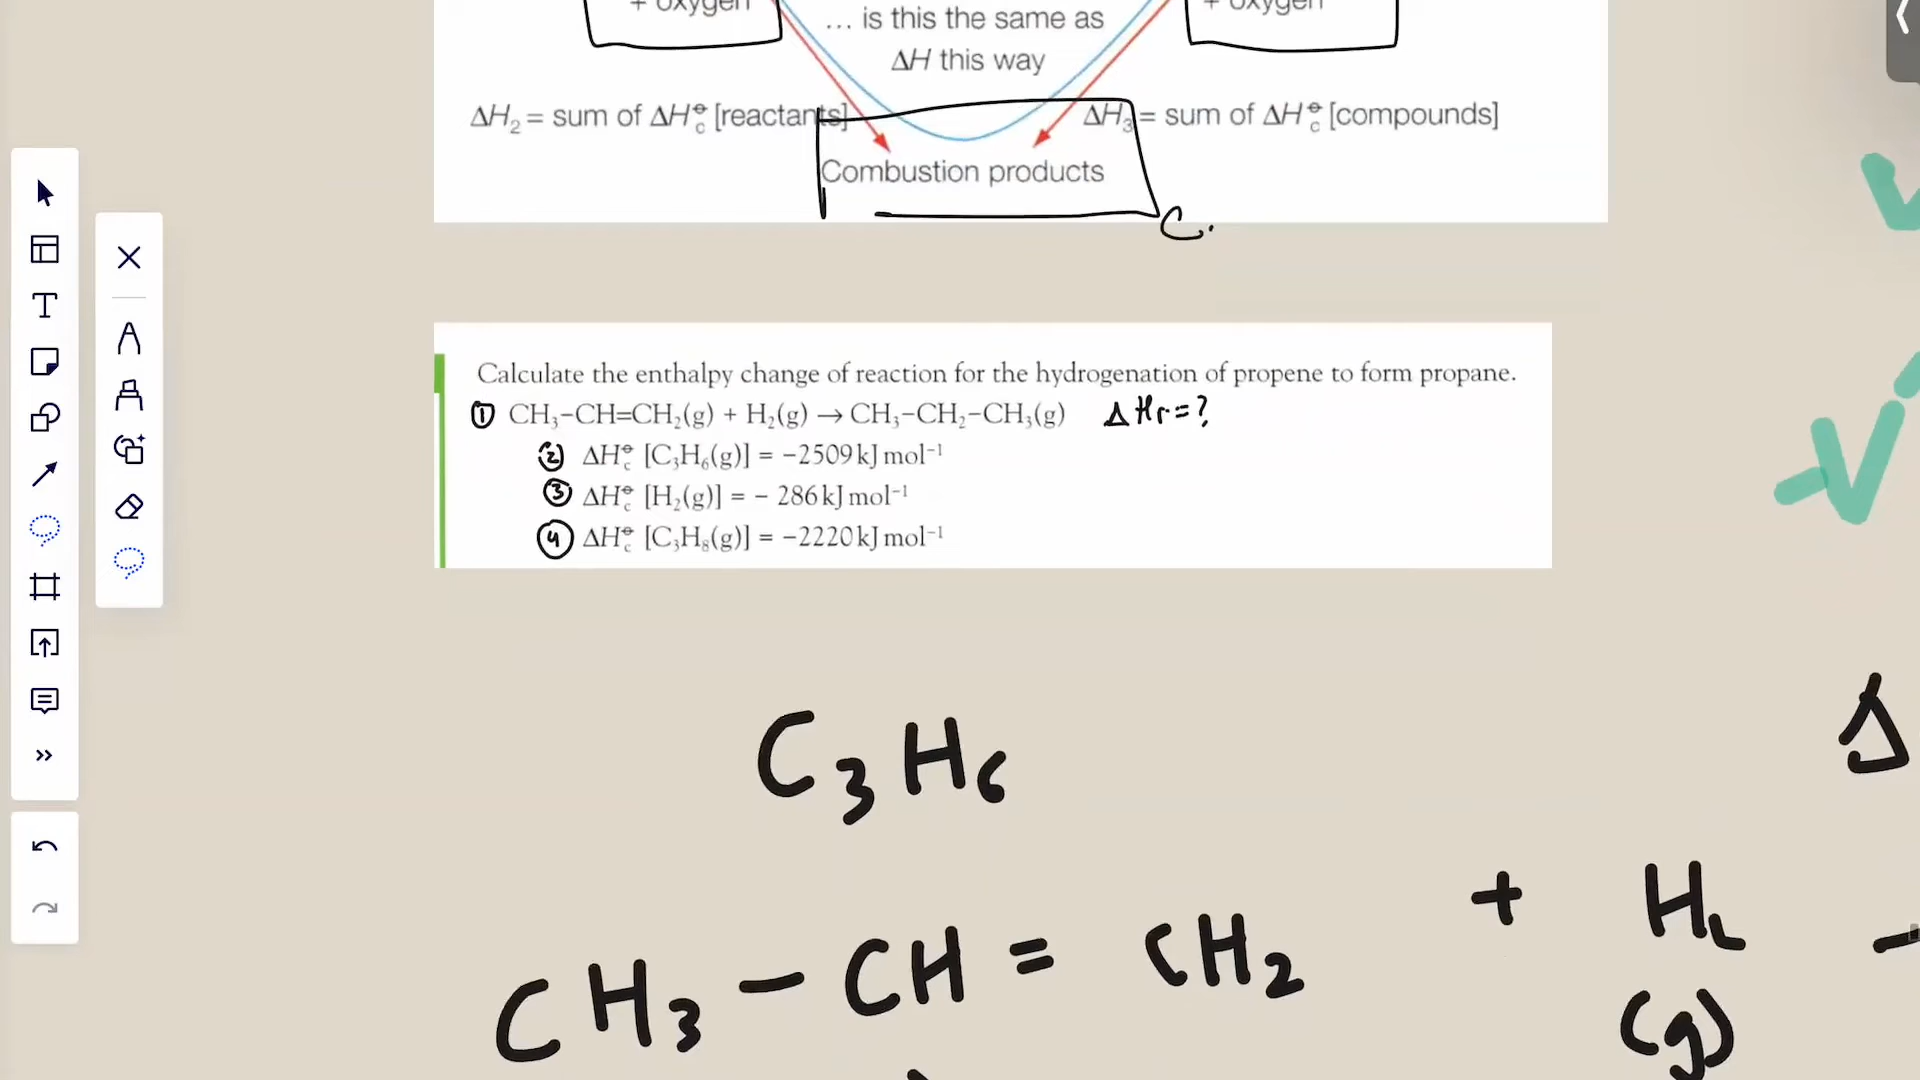 + oxygen
+ oxygen
... is this the same as
ΔH this way
ΔH₂ = sum of ΔH⦵c [reactants]
ΔH₃ = sum of ΔH⦵c [compounds]
Combustion products
C.
Calculate the enthalpy change of reaction for the hydrogenation of propene to form propane.
① CH₃–CH=CH₂(g) + H₂(g) → CH₃–CH₂–CH₃(g) ΔHr = ?
② ΔH⦵c [C₃H₆(g)] = −2509 kJ mol⁻¹
③ ΔH⦵c [H₂(g)] = − 286 kJ mol⁻¹
④ ΔH⦵c [C₃H₈(g)] = −2220 kJ mol⁻¹
C₃H₆
Δ
CH₃ – CH = CH₂ + H₂
(g)